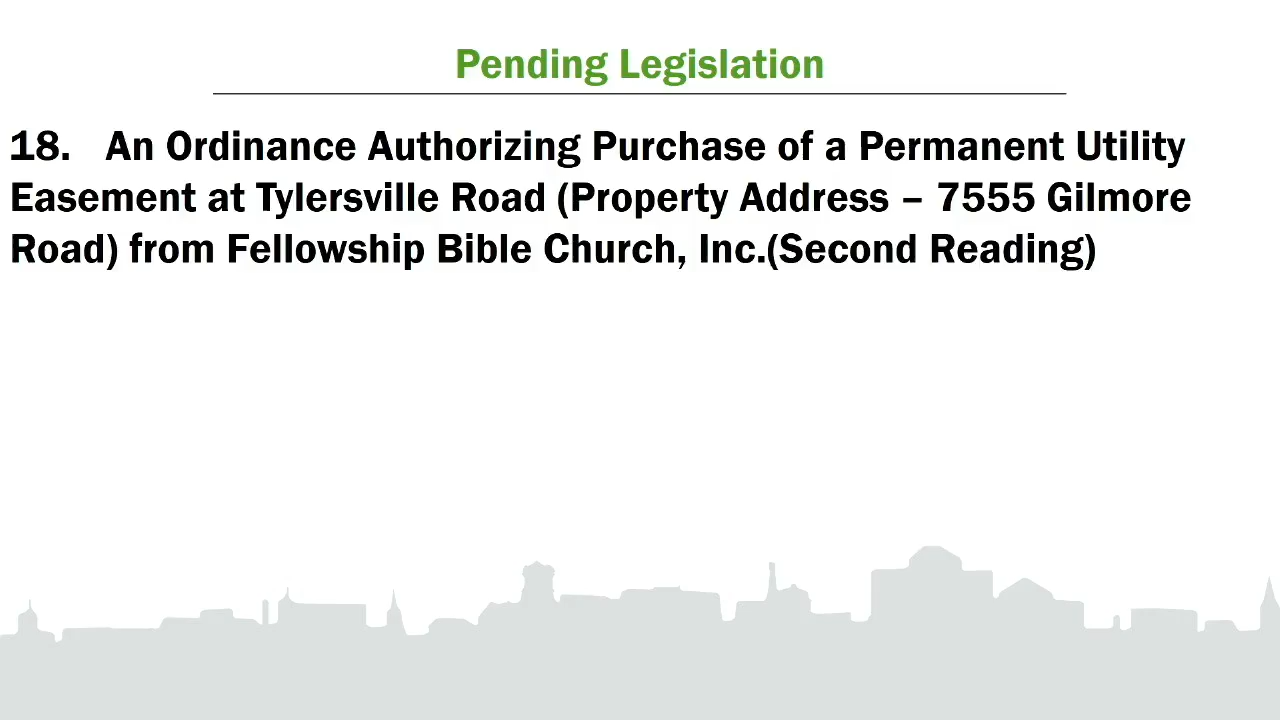 Pending Legislation
18. An Ordinance Authorizing Purchase of a Permanent Utility
Easement at Tylersville Road (Property Address – 7555 Gilmore
Road) from Fellowship Bible Church, Inc.(Second Reading)